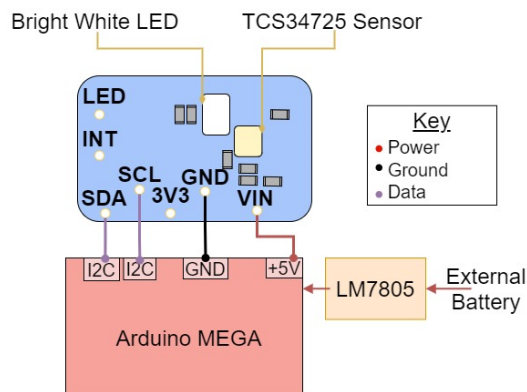 Bright White LED
TCS34725 Sensor
LED
INT
SCL
GND
SDA
3V3
VIN
Key
Power
Ground
Data
I2C
I2C
GND
+5V
Arduino MEGA
LM7805
External
Battery